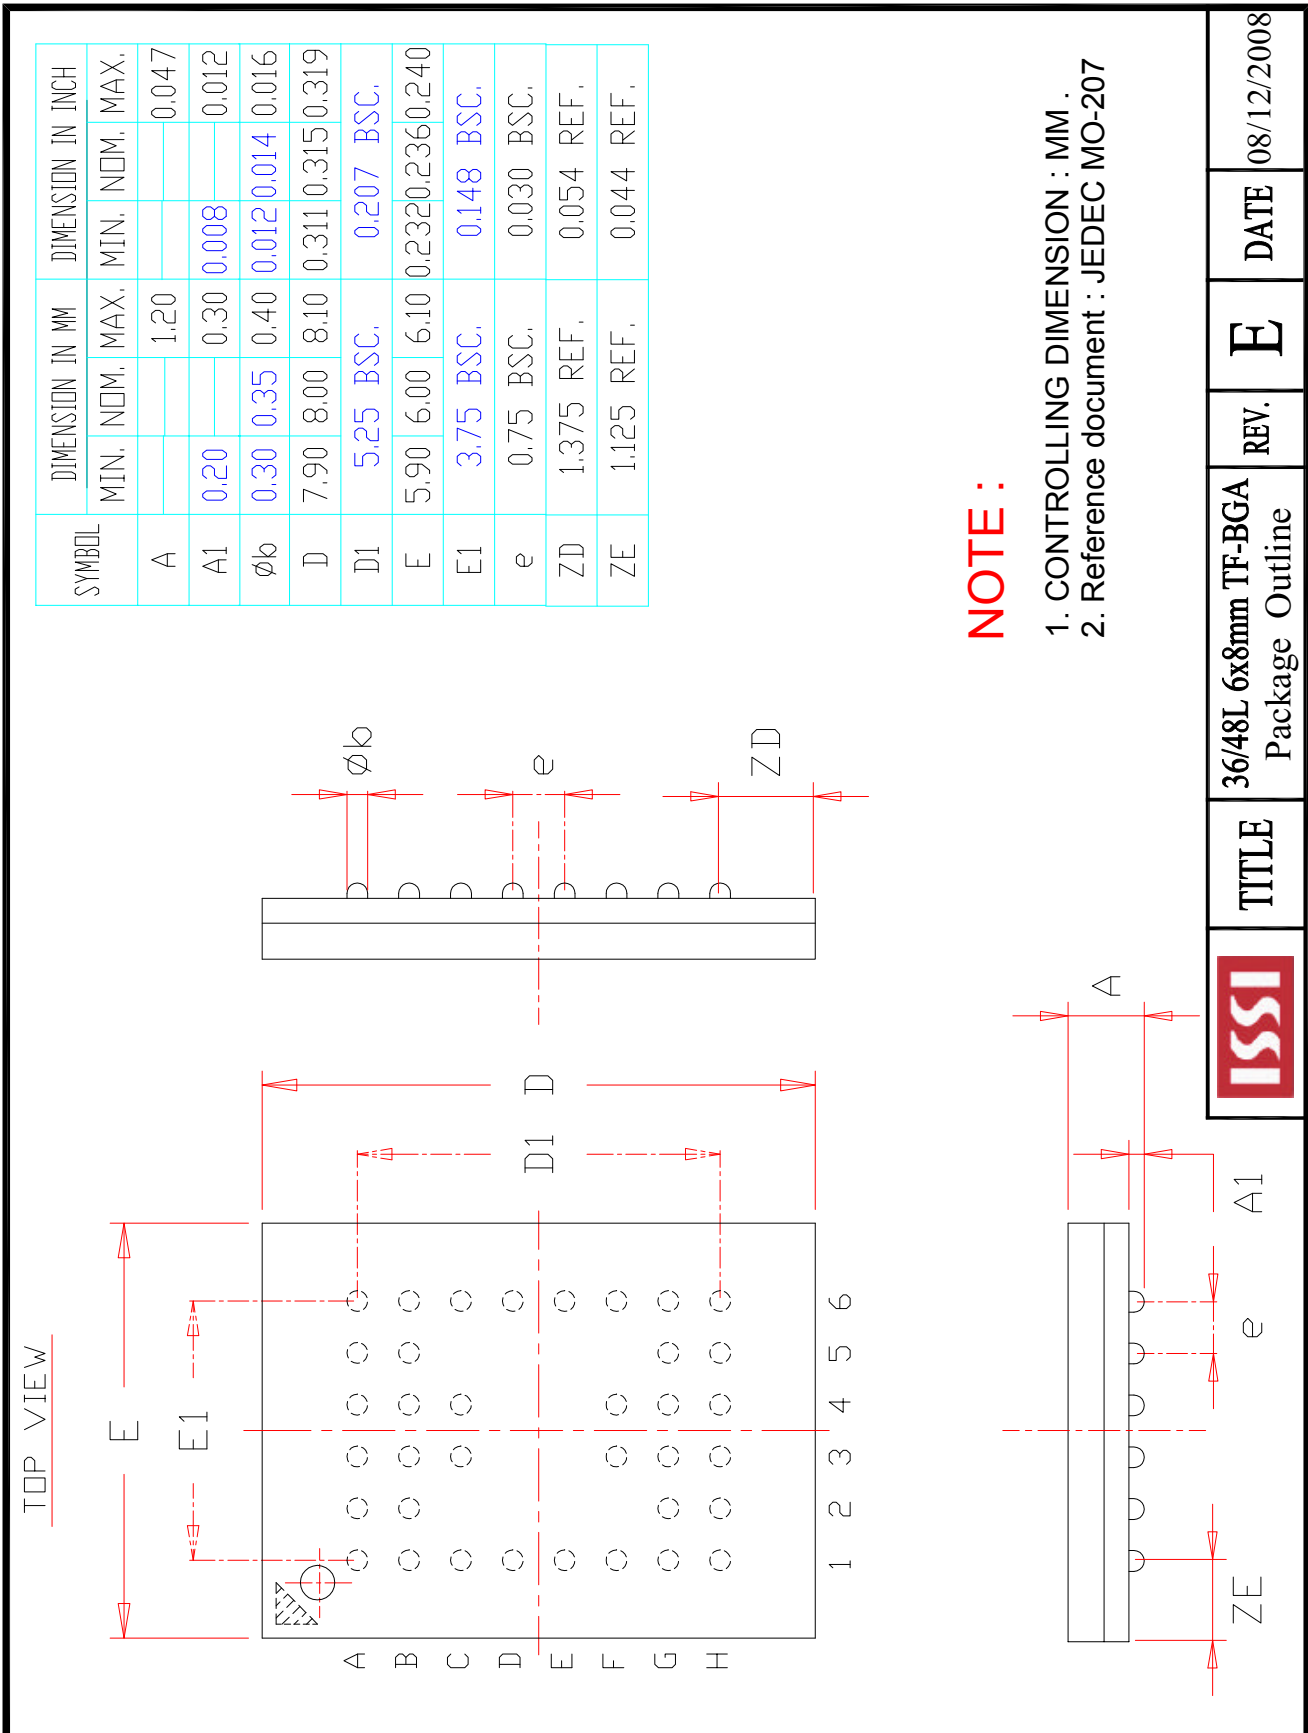 TOP VIEW
E
E1
A
B
C
D
E
F
G
H
1 2 3 4 5 6
D1
D
Øb
e
ZD
ZE
e
A1
A
SYMBOL DIMENSION IN MM DIMENSION IN INCH
MIN. NOM. MAX. MIN. NOM. MAX.
A 1.20 0.047
A1 0.20 0.30 0.008 0.012
Øb 0.30 0.35 0.40 0.012 0.014 0.016
D 7.90 8.00 8.10 0.311 0.315 0.319
D1 5.25 BSC. 0.207 BSC.
E 5.90 6.00 6.10 0.232 0.236 0.240
E1 3.75 BSC. 0.148 BSC.
e 0.75 BSC. 0.030 BSC.
ZD 1.375 REF. 0.054 REF.
ZE 1.125 REF. 0.044 REF.
NOTE :
1. CONTROLLING DIMENSION : MM .
2. Reference document : JEDEC MO-207
ISSI
TITLE
36/48L 6x8mm TF-BGA
Package Outline
REV.
E
DATE
08/12/2008